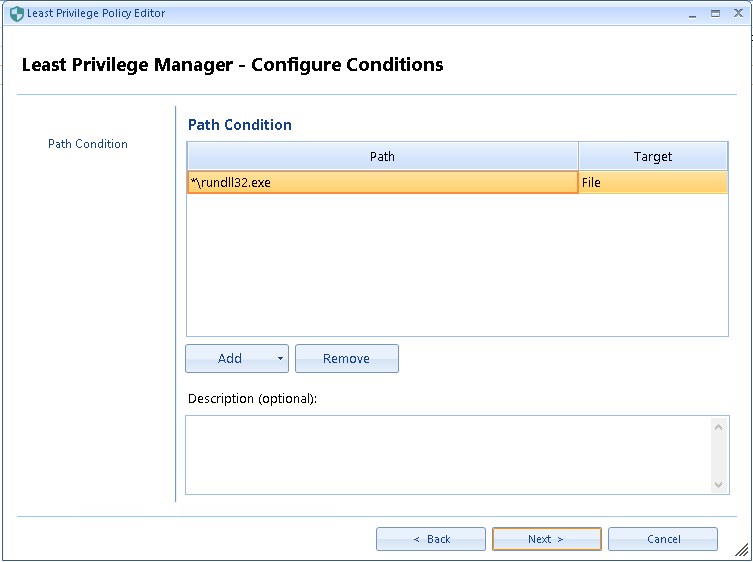 Least Privilege Policy Editor
Least Privilege Manager - Configure Conditions
Path Condition
Path Condition
Path Target
*\rundll32.exe File
Add Remove
Description (optional):
< Back Next > Cancel